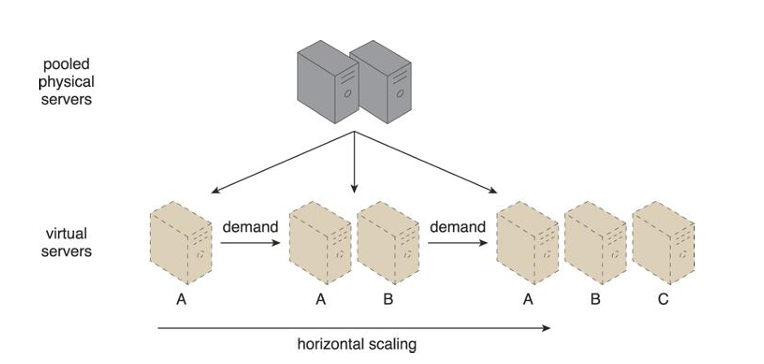 pooled
physical
servers
virtual
servers
demand
demand
A
A
B
A
B
C
horizontal scaling